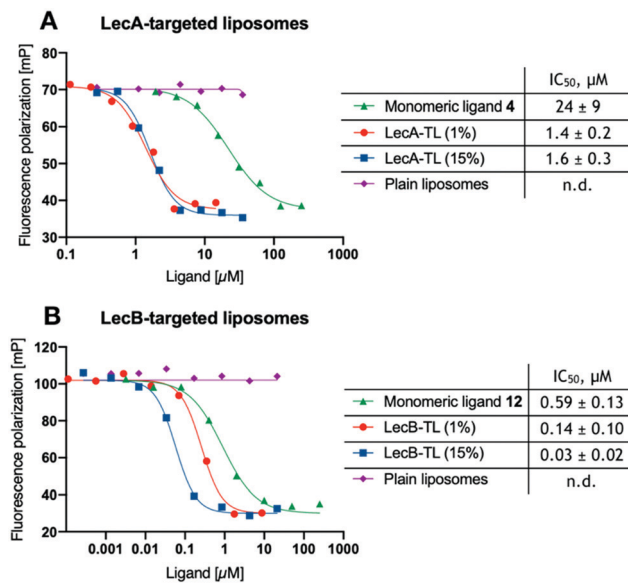 A
LecA-targeted liposomes
Fluorescence polarization [mP]
80
70
60
50
40
30
0.1 1 10 100 1000
Ligand [µM]
IC50, µM
Monomeric ligand 4 24 ± 9
LecA-TL (1%) 1.4 ± 0.2
LecA-TL (15%) 1.6 ± 0.3
Plain liposomes n.d.
B
LecB-targeted liposomes
Fluorescence polarization [mP]
120
100
80
60
40
20
0.001 0.01 0.1 1 10 100 1000
Ligand [µM]
IC50, µM
Monomeric ligand 12 0.59 ± 0.13
LecB-TL (1%) 0.14 ± 0.10
LecB-TL (15%) 0.03 ± 0.02
Plain liposomes n.d.